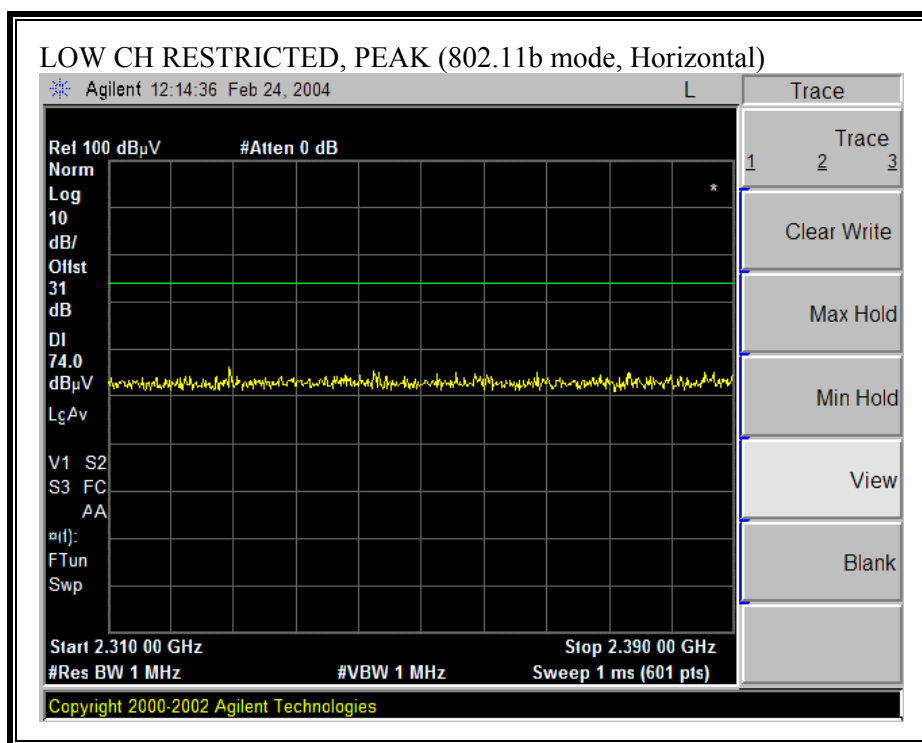 LOW CH RESTRICTED, PEAK (802.11b mode, Horizontal)
Agilent 12:14:36 Feb 24, 2004 L
Trace
Ref 100 dBµV #Atten 0 dB
Norm
Log
10
dB/
Offst
31
dB
DI
74.0
dBµV
LgAv
V1 S2
S3 FC
AA
¤(f):
FTun
Swp
*
Start 2.310 00 GHz Stop 2.390 00 GHz
#Res BW 1 MHz #VBW 1 MHz Sweep 1 ms (601 pts)
Copyright 2000-2002 Agilent Technologies
Trace
1 2 3
Clear Write
Max Hold
Min Hold
View
Blank